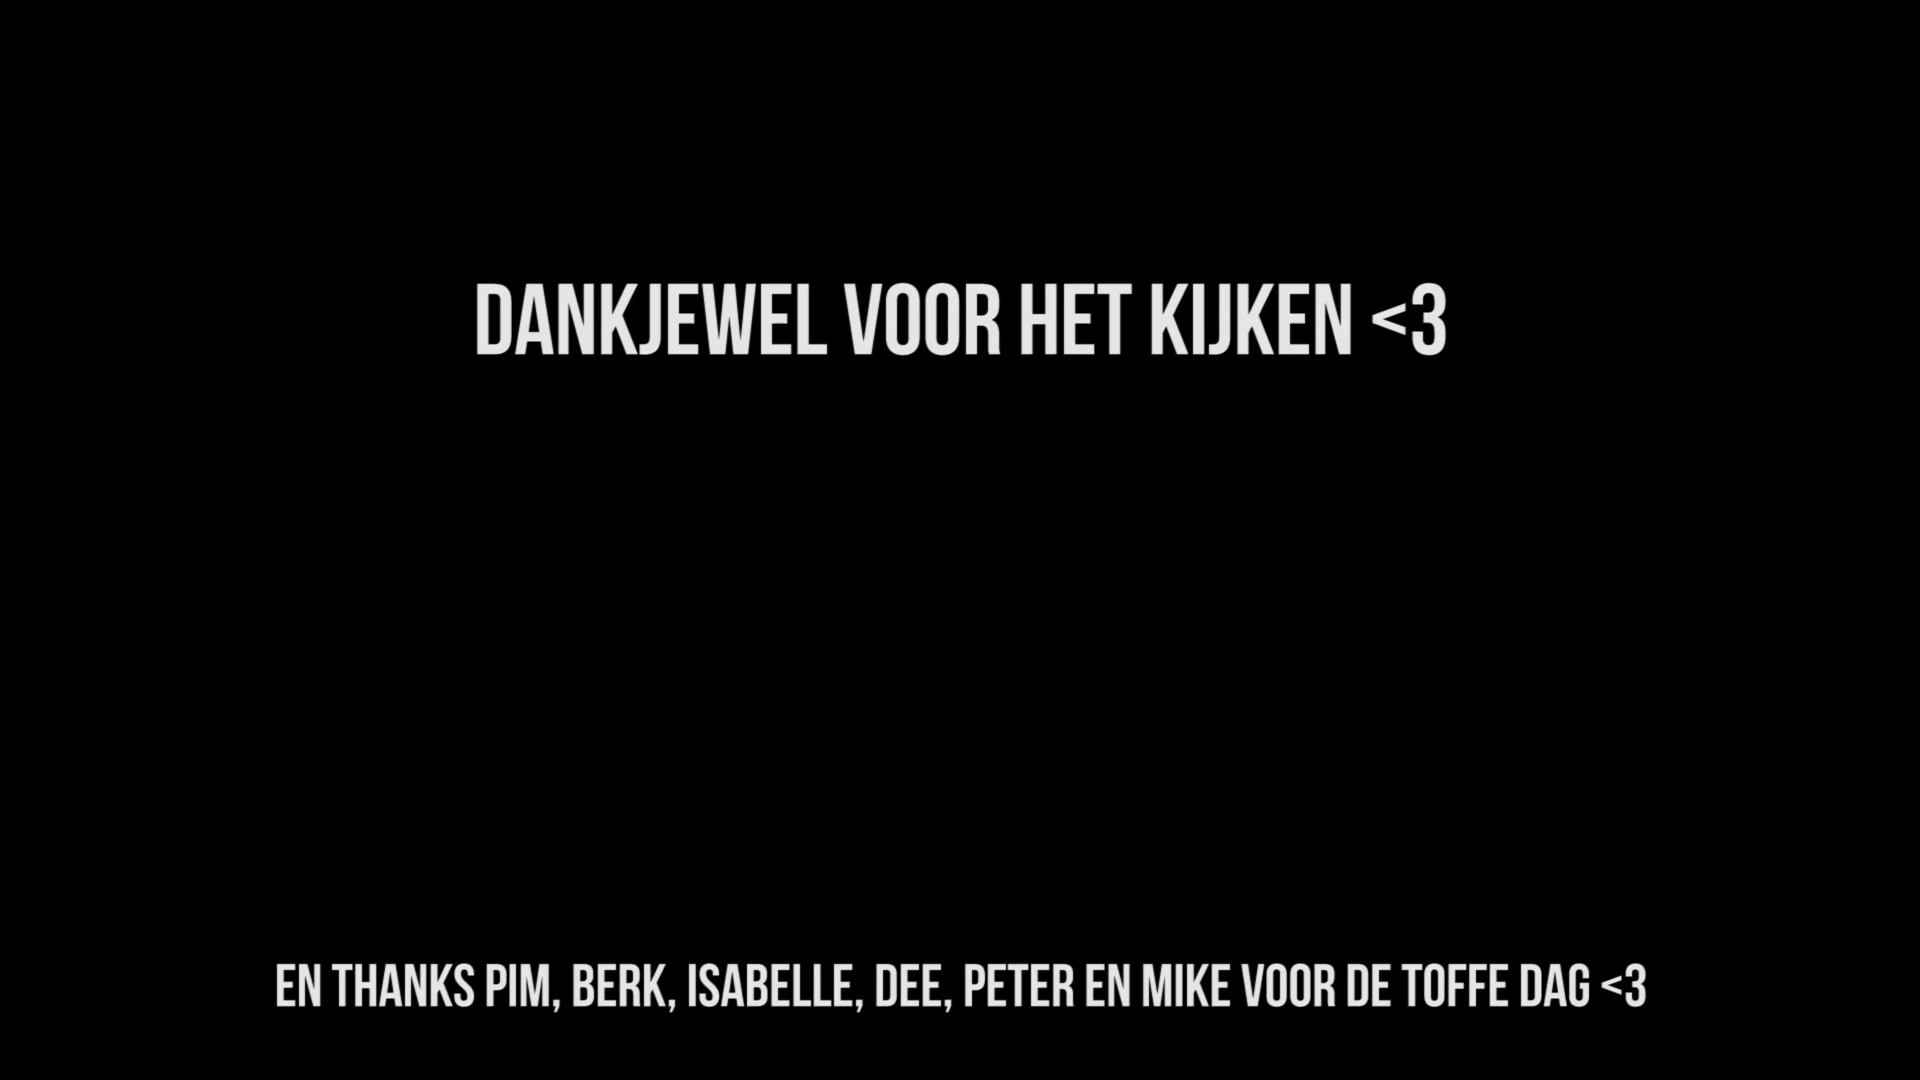 DANKJEWEL VOOR HET KIJKEN <3
EN THANKS PIM, BERK, ISABELLE, DEE, PETER EN MIKE VOOR DE TOFFE DAG <3